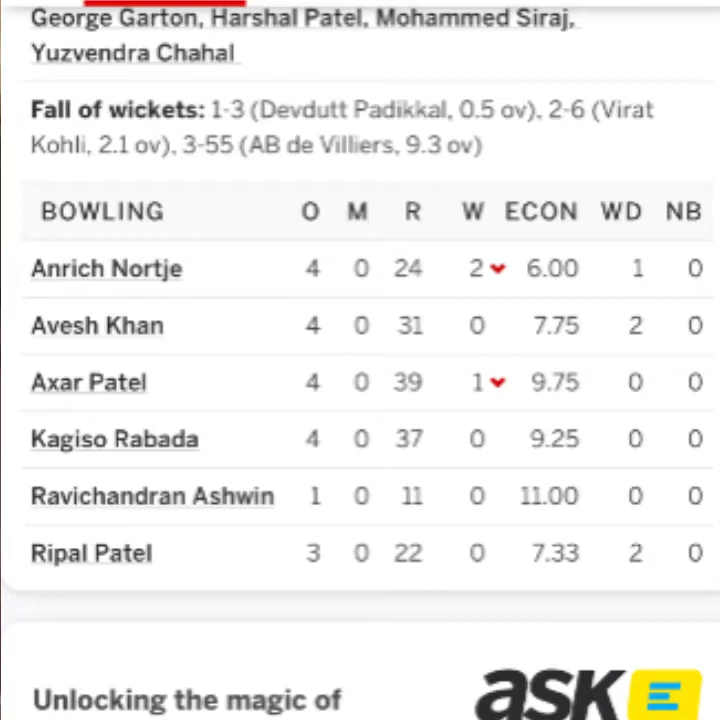 George Garton, Harshal Patel, Mohammed Siraj,
Yuzvendra Chahal
Fall of wickets: 1-3 (Devdutt Padikkal, 0.5 ov), 2-6 (Virat
Kohli, 2.1 ov), 3-55 (AB de Villiers, 9.3 ov)
BOWLING O M R W ECON WD NB
Anrich Nortje 4 0 24 2 6.00 1 0
Avesh Khan 4 0 31 0 7.75 2 0
Axar Patel 4 0 39 1 9.75 0 0
Kagiso Rabada 4 0 37 0 9.25 0 0
Ravichandran Ashwin 1 0 11 0 11.00 0 0
Ripal Patel 3 0 22 0 7.33 2 0
Unlocking the magic of
asK E